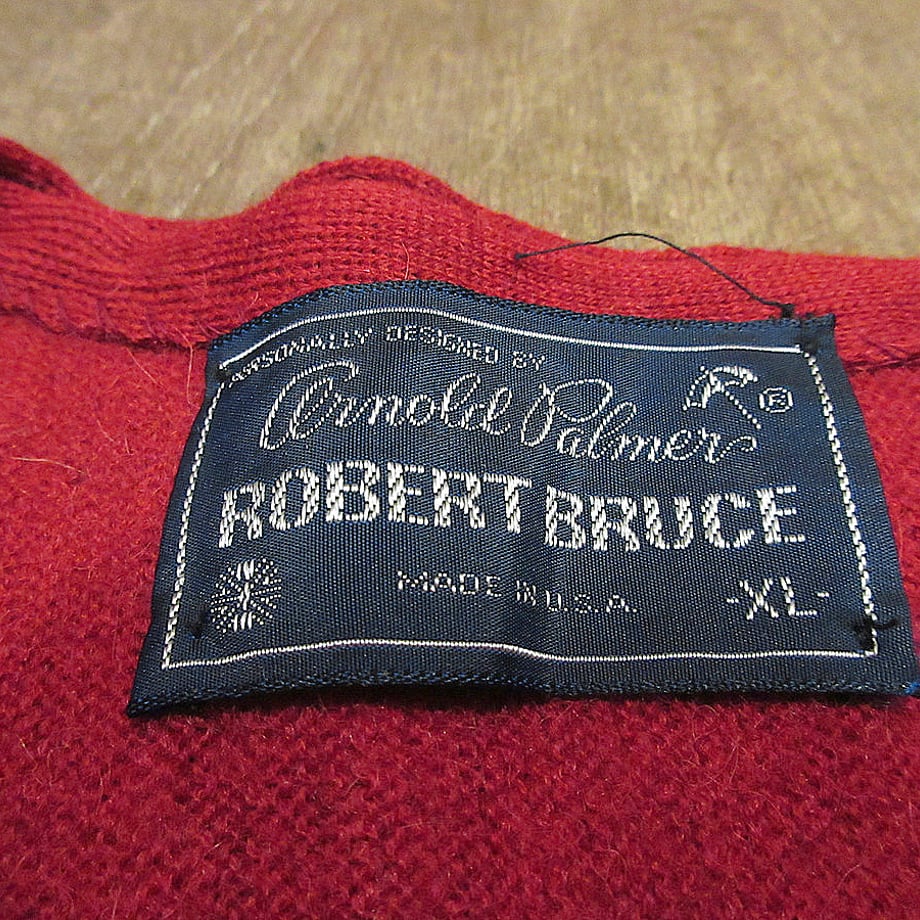 PERSONALLY DESIGNED BY
Arnold Palmer ®
ROBERT BRUCE
MADE IN U.S.A.
-XL-